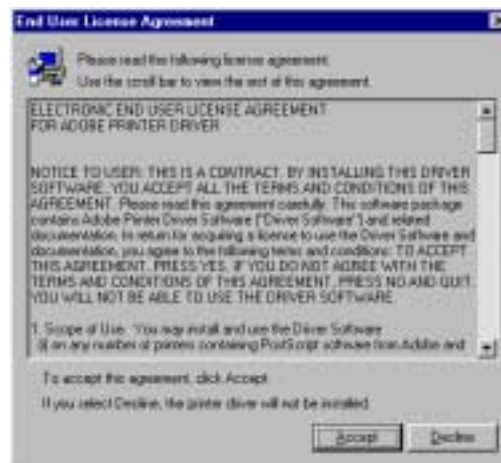 End User License Agreement
Please read the following license agreement.
Use the scroll bar to view the rest of this agreement.
ELECTRONIC END USER LICENSE AGREEMENT
FOR ADOBE PRINTER DRIVER
NOTICE TO USER: THIS IS A CONTRACT. BY INSTALLING THIS DRIVER
SOFTWARE, YOU ACCEPT ALL THE TERMS AND CONDITIONS OF THIS
AGREEMENT. Please read this agreement carefully. This software package
contains Adobe Printer Driver Software ("Driver Software") and related
documentation. In return for acquiring a license to use the Driver Software and
documentation, you agree to the following terms and conditions: TO ACCEPT
THIS AGREEMENT, PRESS YES. IF YOU DO NOT AGREE WITH THE
TERMS AND CONDITIONS OF THIS AGREEMENT, PRESS NO AND QUIT.
YOU WILL NOT BE ABLE TO USE THE DRIVER SOFTWARE.
1. Scope of Use. You may install and use the Driver Software
i) on any number of printers containing PostScript software from Adobe and
To accept this agreement, click Accept.
If you select Decline, the printer driver will not be installed.
Accept
Decline